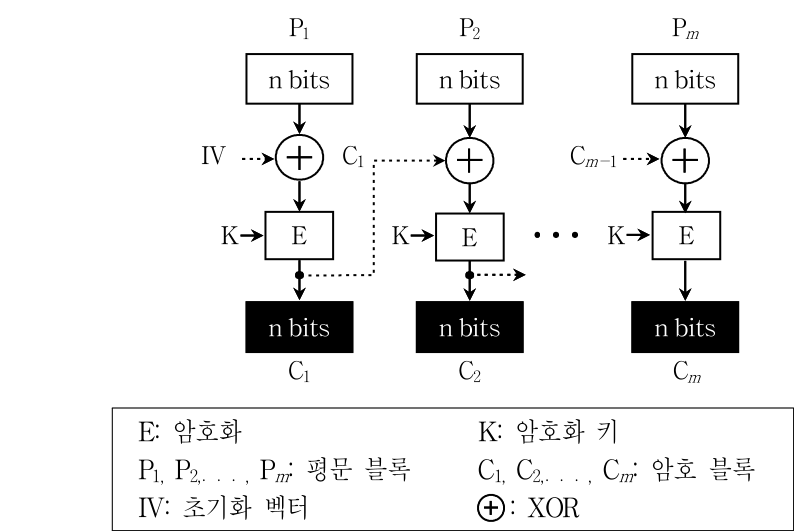 P₁ P₂ Pₘ
n bits n bits n bits
IV C₁ Cₘ₋₁
K E K E • • • K E
n bits n bits n bits
C₁ C₂ Cₘ
E: 암호화 K: 암호화 키
P₁, P₂,. . . , Pₘ: 평문 블록 C₁, C₂,. . . , Cₘ: 암호 블록
IV: 초기화 벡터 ⊕: XOR